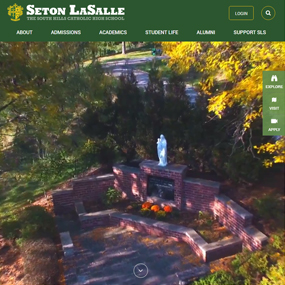 SETON LASALLE
THE SOUTH HILLS CATHOLIC HIGH SCHOOL
LOGIN
ABOUT
ADMISSIONS
ACADEMICS
STUDENT LIFE
ALUMNI
SUPPORT SLS
EXPLORE
VISIT
APPLY